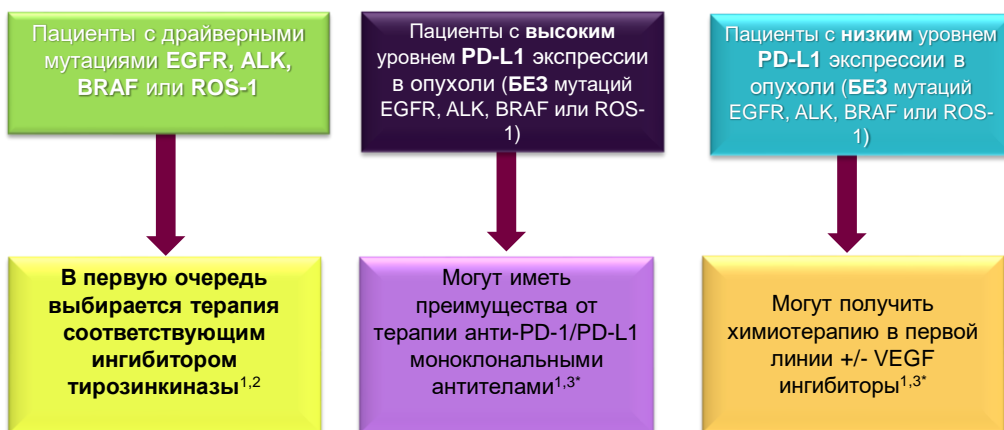 Пациенты с драйверными
мутациями EGFR, ALK,
BRAF или ROS-1
Пациенты с высоким
уровнем PD-L1 экспрессии
в опухоли (БЕЗ мутаций
EGFR, ALK, BRAF или ROS-
1)
Пациенты с низким уровнем
PD-L1 экспрессии в
опухоли (БЕЗ мутаций
EGFR, ALK, BRAF или ROS-
1)
В первую очередь
выбирается терапия
соответствующим
ингибитором
тирозинкиназы1,2
Могут иметь
преимущества от
терапии анти-PD-1/PD-L1
моноклональными
антителами1,3*
Могут получить
химиотерапию в первой
линии +/- VEGF
ингибиторы1,3*